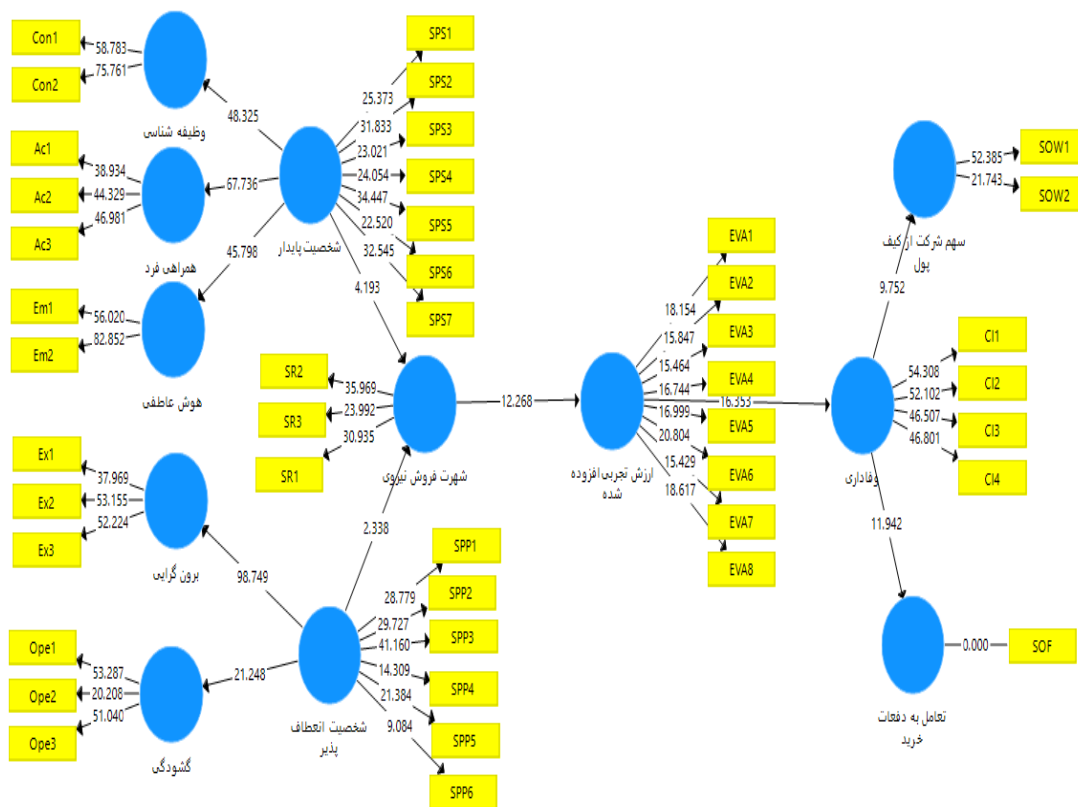 Con1
58.783
Con2
75.761
وظیفه شناسی
48.325
Ac1
38.934
Ac2
44.329
Ac3
46.981
همراهی فرد
67.736
Em1
56.020
Em2
82.852
هوش عاطفی
45.798
شخصیت پایدار
SPS1
25.373
SPS2
31.833
SPS3
23.021
SPS4
24.054
SPS5
34.447
SPS6
22.520
SPS7
32.545
4.193
SR2
35.969
SR3
23.992
SR1
30.935
شهرت فروش نیروی
12.268
Ex1
37.969
Ex2
53.155
Ex3
52.224
برون گرایی
98.749
Ope1
53.287
Ope2
20.208
Ope3
51.040
گشودگی
21.248
2.338
شخصیت انعطاف
پذیر
SPP1
28.779
SPP2
29.727
SPP3
41.160
SPP4
14.309
SPP5
21.384
SPP6
9.084
ارزش تجربی افزوده
شده
EVA1
18.154
EVA2
15.847
EVA3
15.464
EVA4
16.744
EVA5
16.999
EVA6
20.804
EVA7
15.429
EVA8
18.617
16.353
وفاداری
CI1
54.308
CI2
52.102
CI3
46.507
CI4
46.801
9.752
سهم شرکت از کیف
پول
SOW1
52.385
SOW2
21.743
11.942
تعامل به دفعات
خرید
0.000
SOF